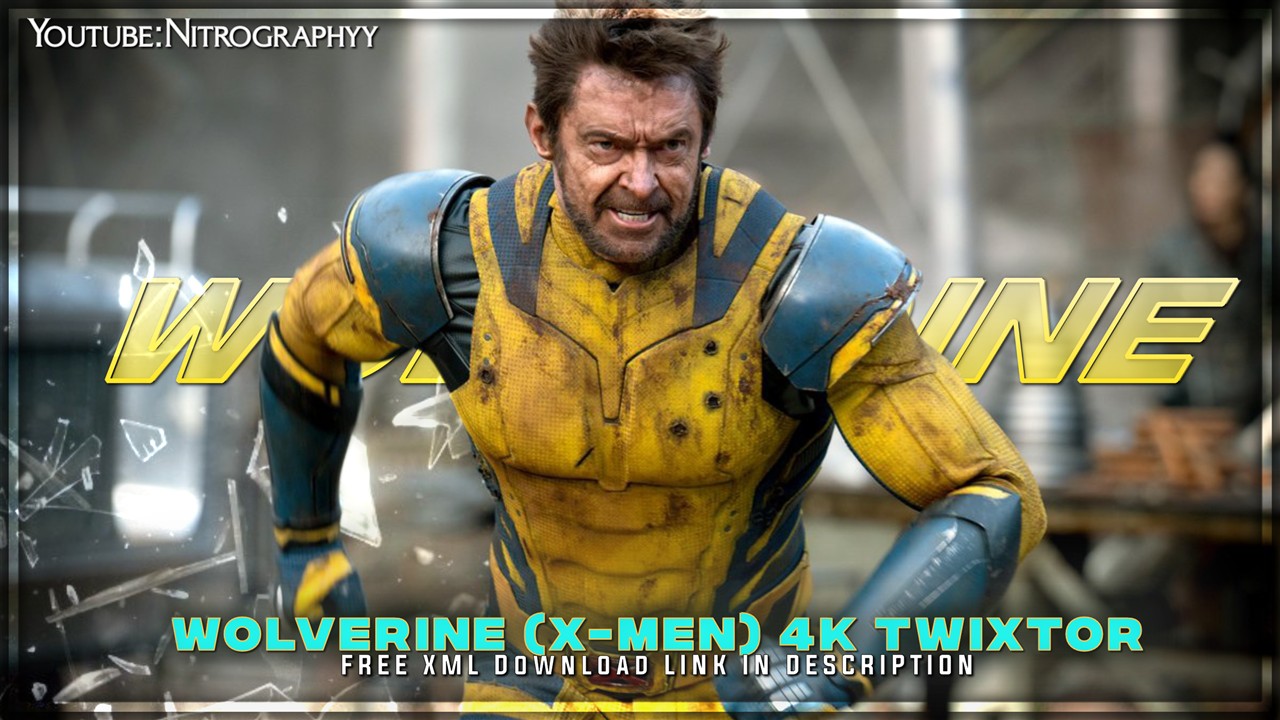 Youtube:Nitrographyy
WOLVERINE (X-MEN) 4K TWIXTOR
FREE XML DOWNLOAD LINK IN DESCRIPTION